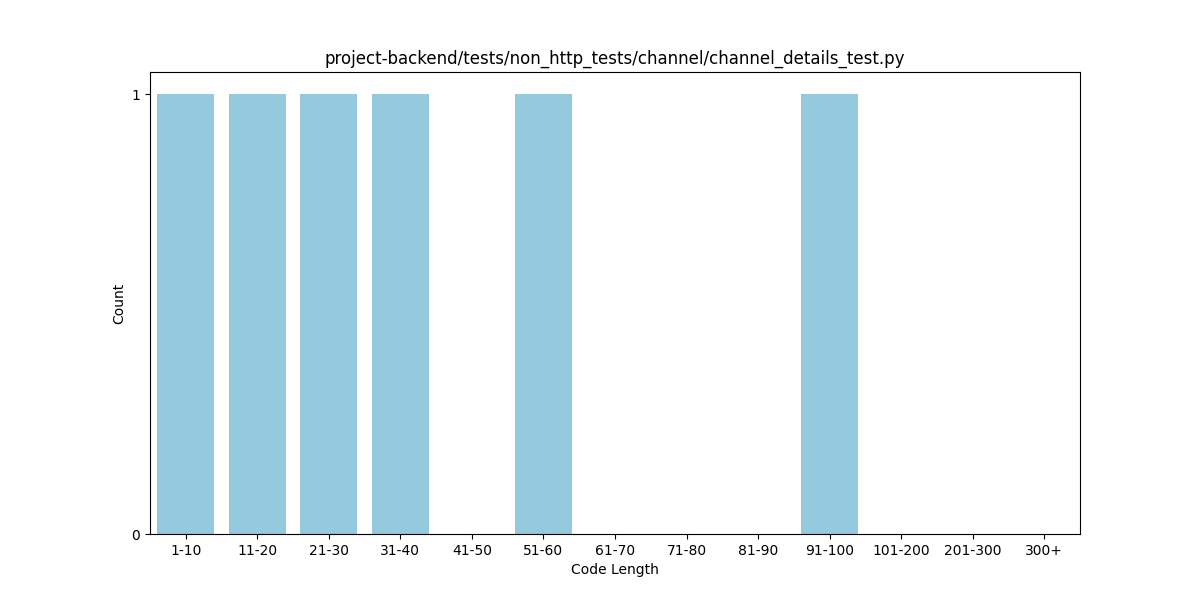 project-backend/tests/non_http_tests/channel/channel_details_test.py
1
0
Count
1-10 11-20 21-30 31-40 41-50 51-60 61-70 71-80 81-90 91-100 101-200 201-300 300+
Code Length